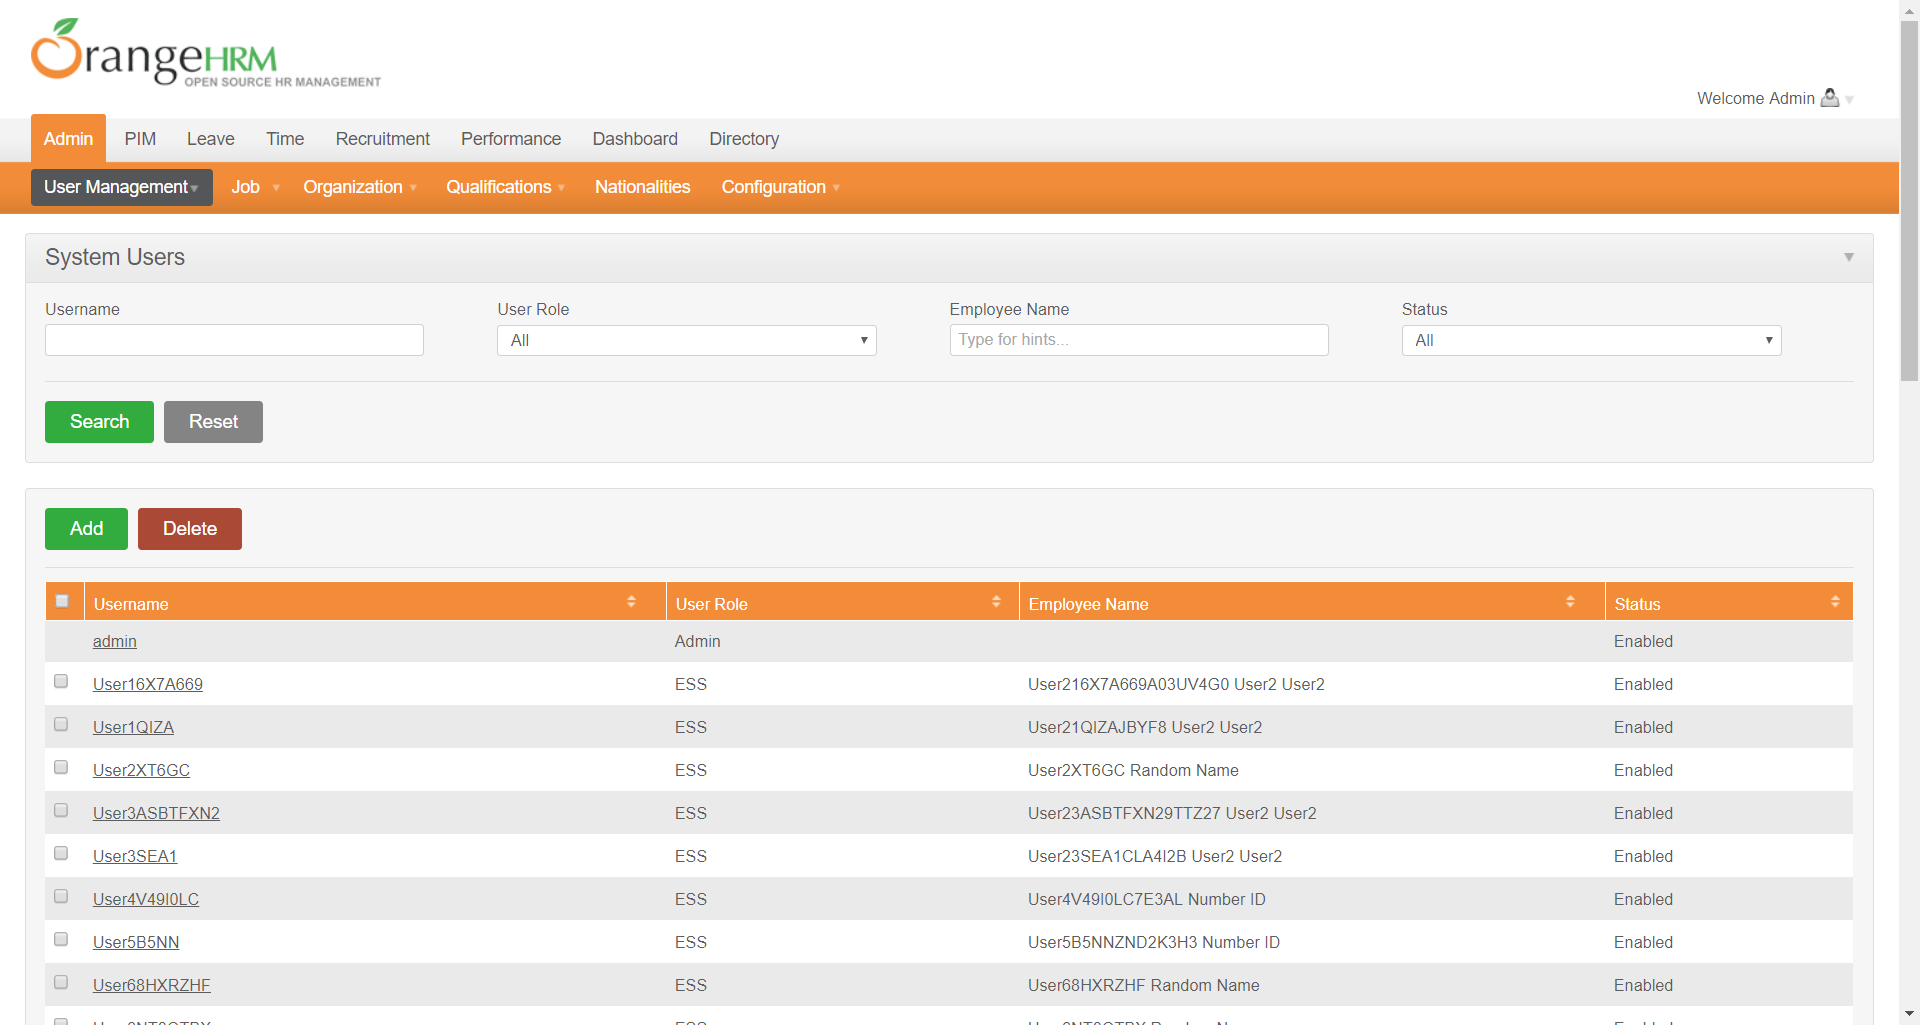 OrangeHRM
OPEN SOURCE HR MANAGEMENT
Welcome Admin
Admin PIM Leave Time Recruitment Performance Dashboard Directory
User Management Job Organization Qualifications Nationalities Configuration
System Users
Username User Role Employee Name Status
All Type for hints... All
Search Reset
Add Delete
Username User Role Employee Name Status
admin Admin Enabled
User16X7A669 ESS User216X7A669A03UV4G0 User2 User2 Enabled
User1QIZA ESS User21QIZAJBYF8 User2 User2 Enabled
User2XT6GC ESS User2XT6GC Random Name Enabled
User3ASBTFXN2 ESS User23ASBTFXN29TTZ27 User2 User2 Enabled
User3SEA1 ESS User23SEA1CLA4I2B User2 User2 Enabled
User4V49I0LC ESS User4V49I0LC7E3AL Number ID Enabled
User5B5NN ESS User5B5NNZND2K3H3 Number ID Enabled
User68HXRZHF ESS User68HXRZHF Random Name Enabled